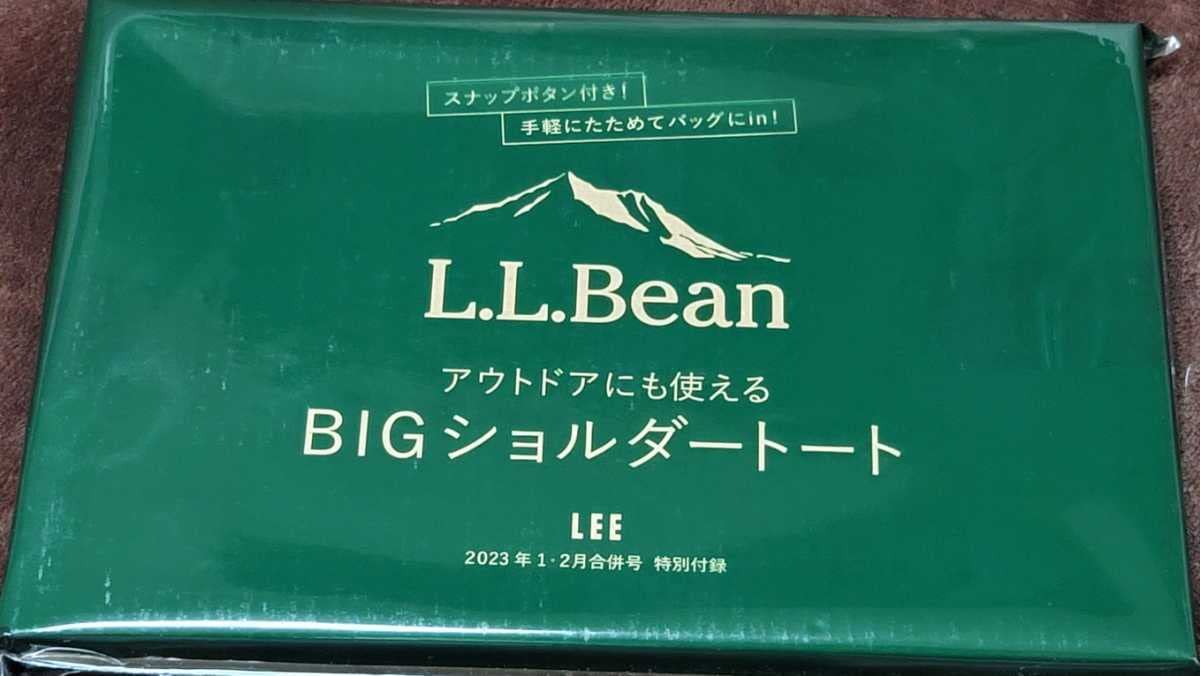 スナップボタン付き!
手軽にたためてバッグにin!
L.L.Bean
アウトドアにも使える
BIGショルダートート
LEE
2023年1・2月合併号 特別付録